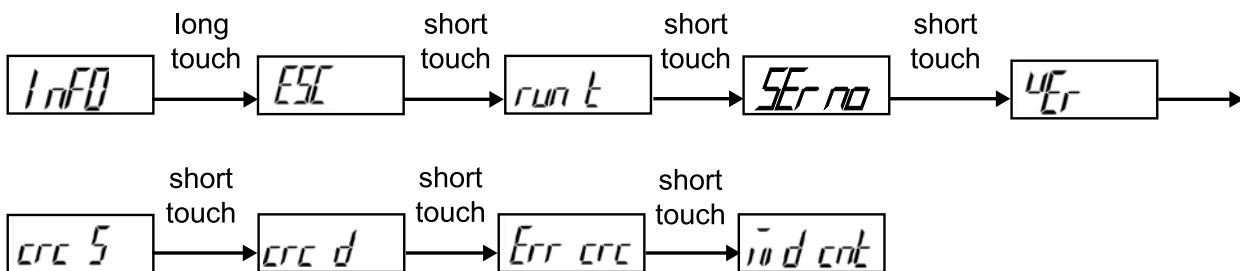 long short short short
touch touch touch touch
InFO ESC run t SEr no VEr
short short short
touch touch touch
crc S crc d Err crc d cnt